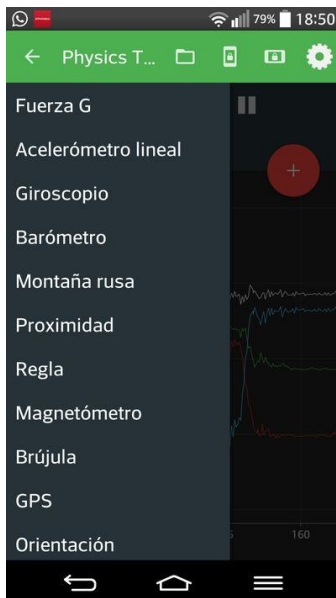 79% 18:50
Physics T...
Fuerza G
Acelerómetro lineal
Giroscopio
Barómetro
Montaña rusa
Proximidad
Regla
Magnetómetro
Brújula
GPS
Orientación
160